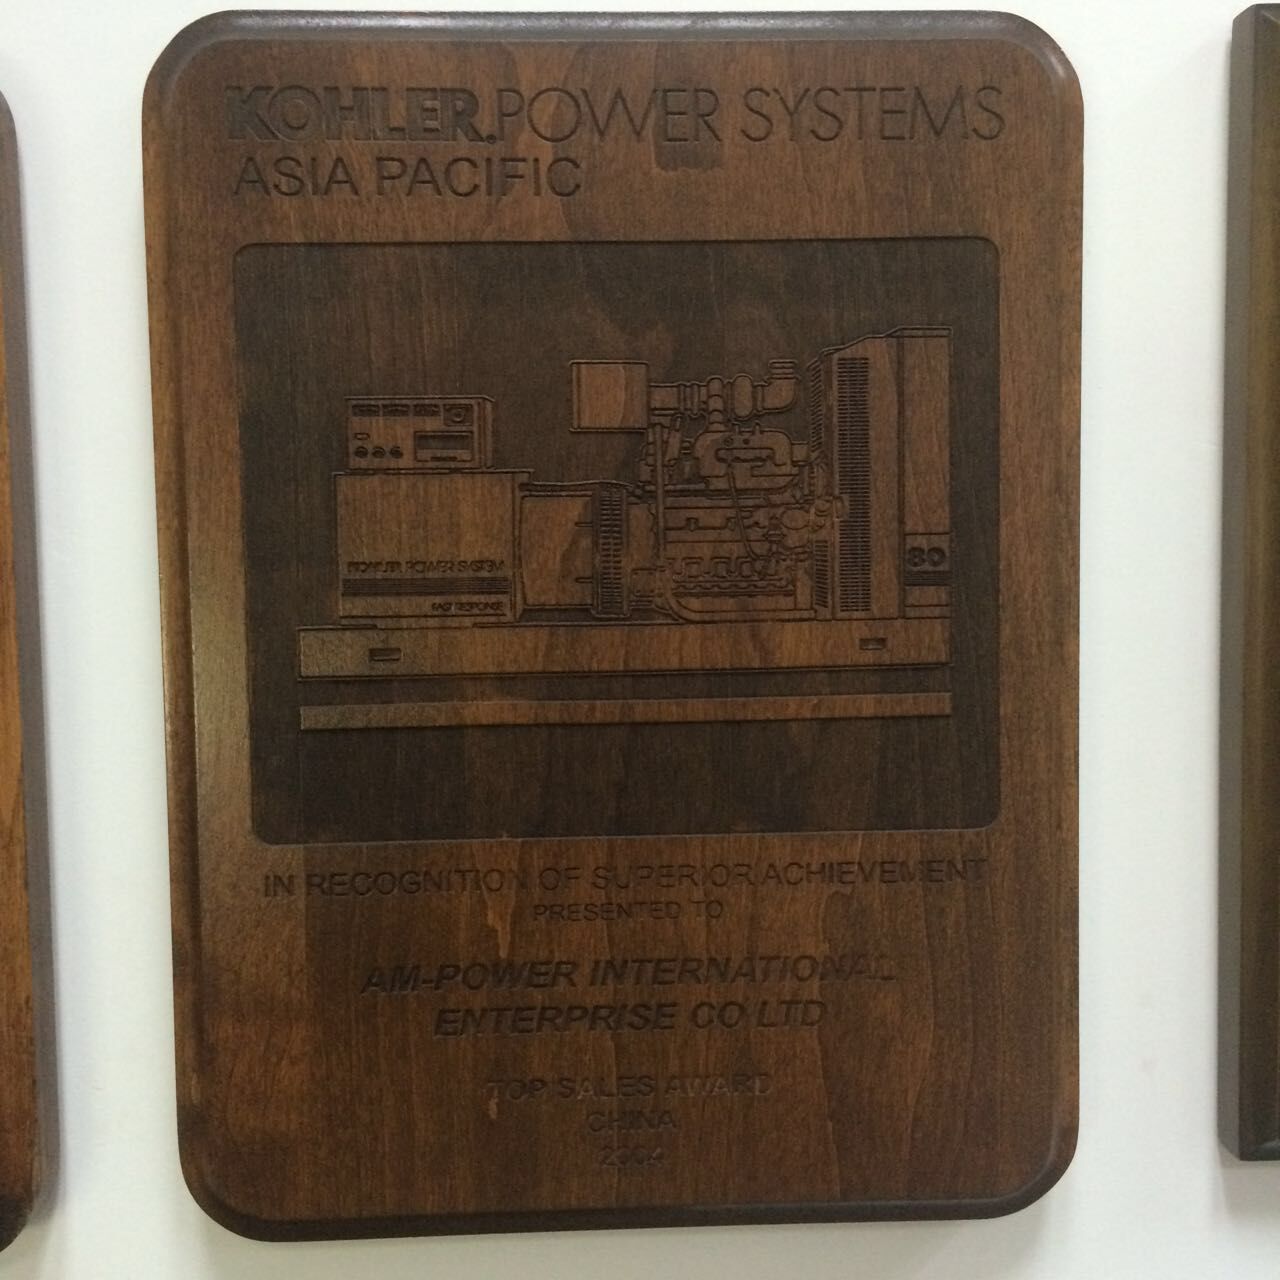 KOHLER.POWER SYSTEMS
ASIA PACIFIC
KOHLER POWER SYSTEM
FAST RESPONSE
80
IN RECOGNITION OF SUPERIOR ACHIEVEMENT
PRESENTED TO
AM-POWER INTERNATIONAL
ENTERPRISE CO LTD
TOP SALES AWARD
CHINA
2004